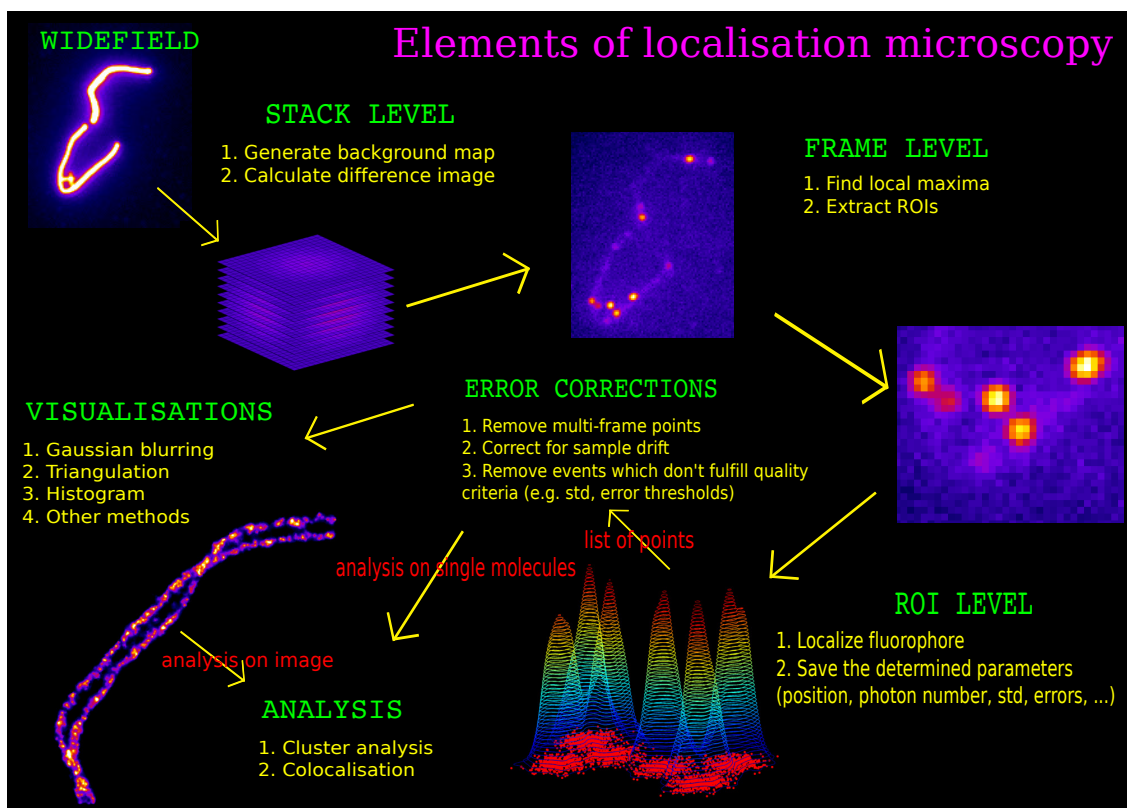 WIDEFIELD
Elements of localisation microscopy
STACK LEVEL
1. Generate background map
2. Calculate difference image
FRAME LEVEL
1. Find local maxima
2. Extract ROIs
VISUALISATIONS
1. Gaussian blurring
2. Triangulation
3. Histogram
4. Other methods
ERROR CORRECTIONS
1. Remove multi-frame points
2. Correct for sample drift
3. Remove events which don't fulfill quality
criteria (e.g. std, error thresholds)
list of points
analysis on single molecules
ROI LEVEL
1. Localize fluorophore
2. Save the determined parameters
(position, photon number, std, errors, ...)
analysis on image
ANALYSIS
1. Cluster analysis
2. Colocalisation